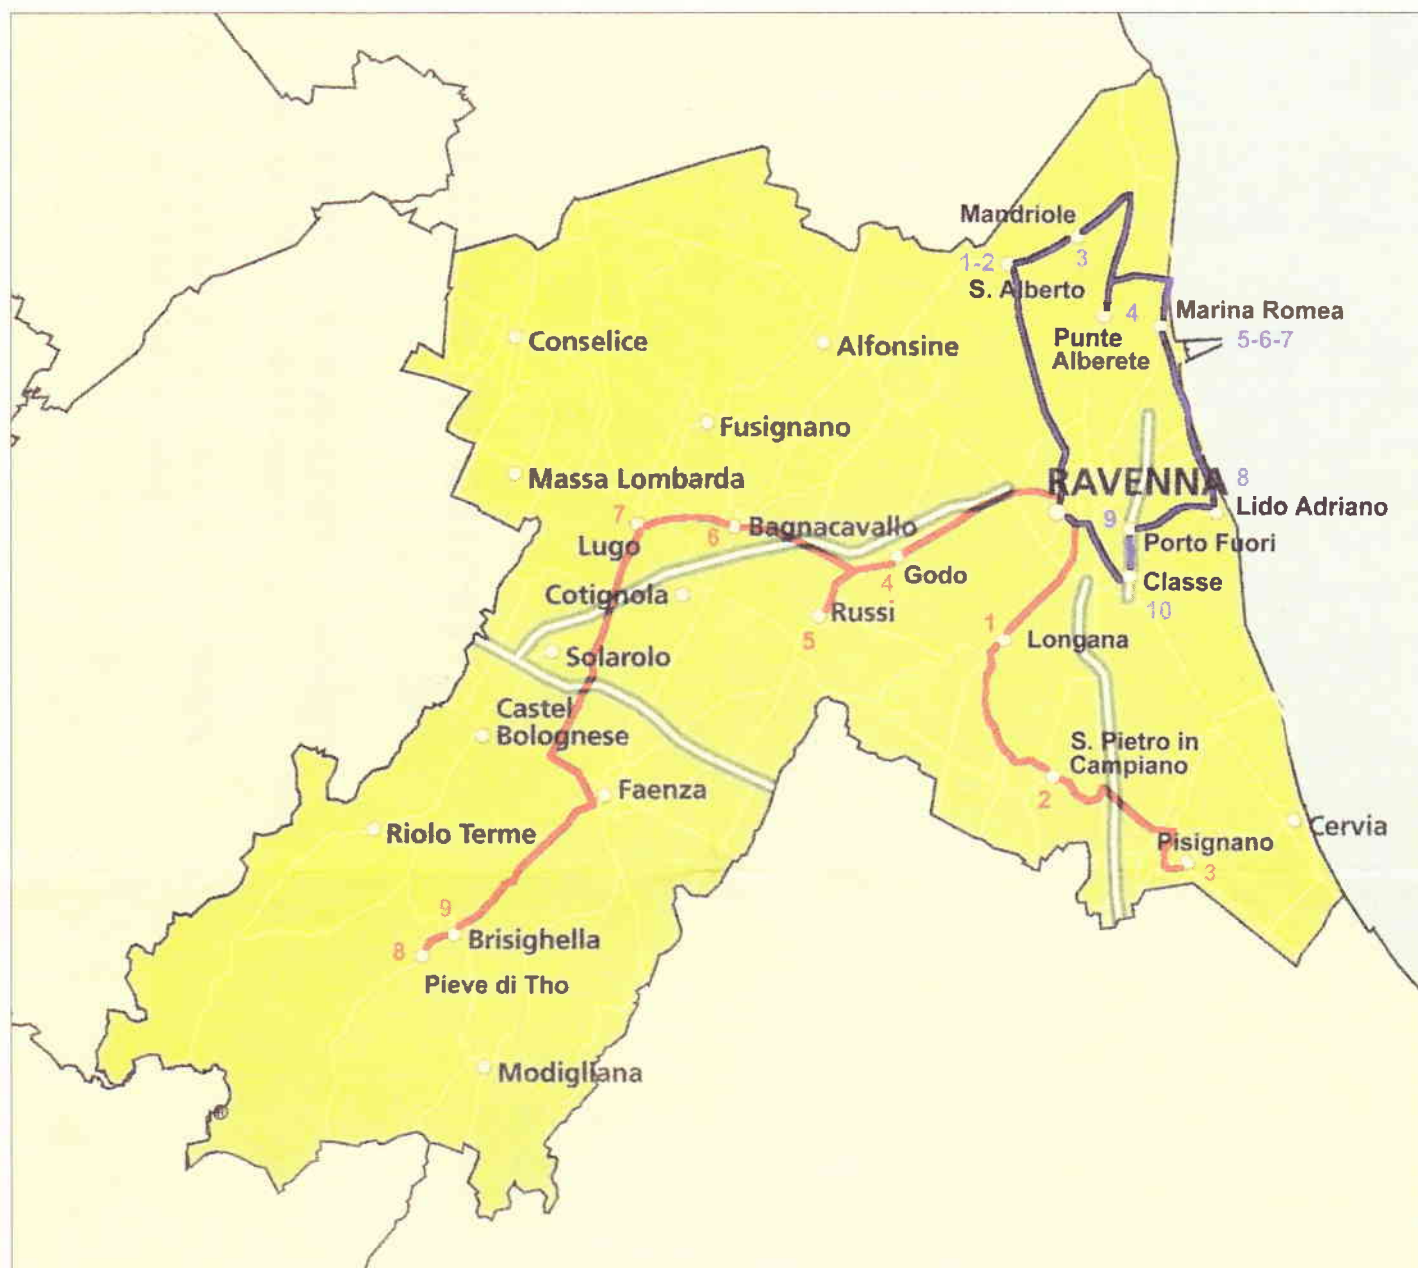 Mandriole
3
1-2
S. Alberto
4
Marina Romea
Punte
Alberete
5-6-7
Conselice
Alfonsine
Fusignano
Massa Lombarda
RAVENNA
8
Lido Adriano
7
Lugo
6
Bagnacavallo
9
Porto Fuori
4
Godo
Classe
10
Cotignola
5
Russi
1
Longana
Solarolo
Castel
Bolognese
S. Pietro in
Campiano
2
Faenza
Riolo Terme
Cervia
Pisignano
3
9
Brisighella
8
Pieve di Tho
Modigliana